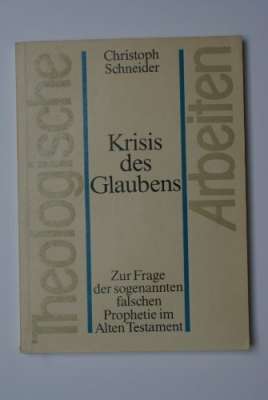 Theologische
Arbeiten
Christoph
Schneider
Krisis
des
Glaubens
Zur Frage
der sogenannten
falschen
Prophetie im
Alten Testament